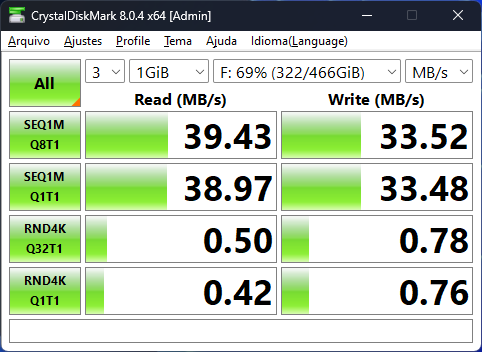 CrystalDiskMark 8.0.4 x64 [Admin]
Arquivo Ajustes Profile Tema Ajuda Idioma(Language)
All 3 1GiB F: 69% (322/466GiB) MB/s
Read (MB/s) Write (MB/s)
SEQ1M
Q8T1 39.43 33.52
SEQ1M
Q1T1 38.97 33.48
RND4K
Q32T1 0.50 0.78
RND4K
Q1T1 0.42 0.76